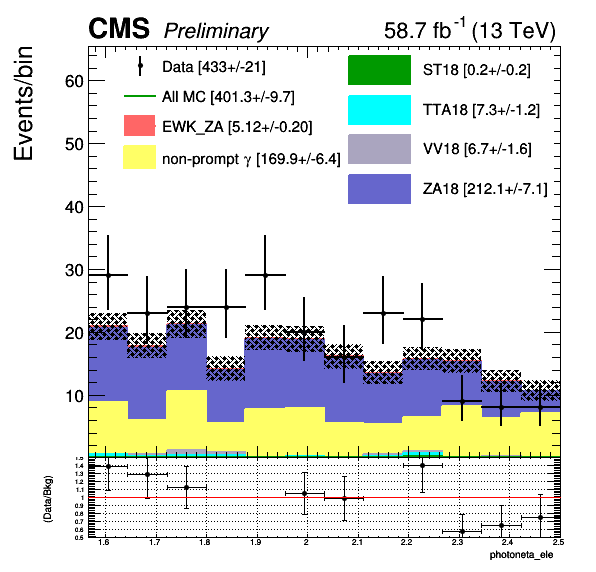 CMS Preliminary 58.7 fb⁻¹ (13 TeV)
Events/bin
60
50
40
30
20
10
Data [433+/-21]
All MC [401.3+/-9.7]
EWK_ZA [5.12+/-0.20]
non-prompt γ [169.9+/-6.4]
ST18 [0.2+/-0.2]
TTA18 [7.3+/-1.2]
VV18 [6.7+/-1.6]
ZA18 [212.1+/-7.1]
(Data/Bkg)
1.5
1.4
1.3
1.2
1.1
1
0.9
0.8
0.7
0.6
0.5
1.6 1.7 1.8 1.9 2 2.1 2.2 2.3 2.4 2.5
photoneta_ele